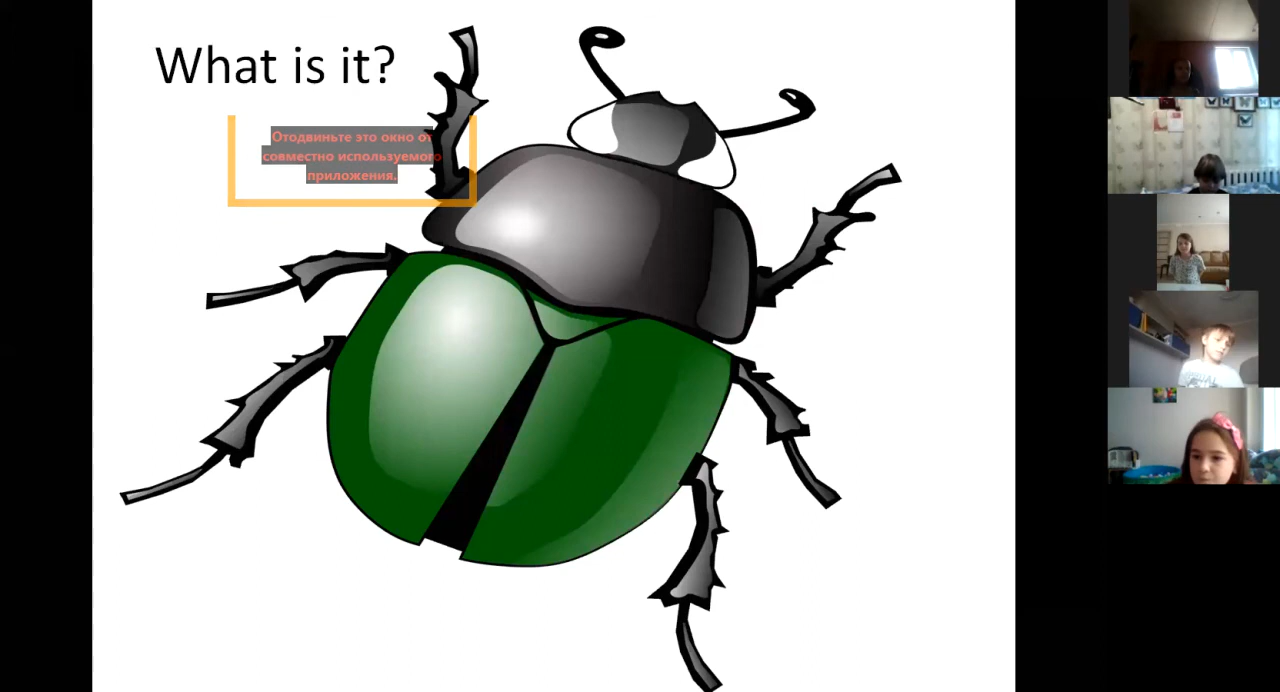 What is it?
Отодвиньте это окно от
совместно используемого
приложения.